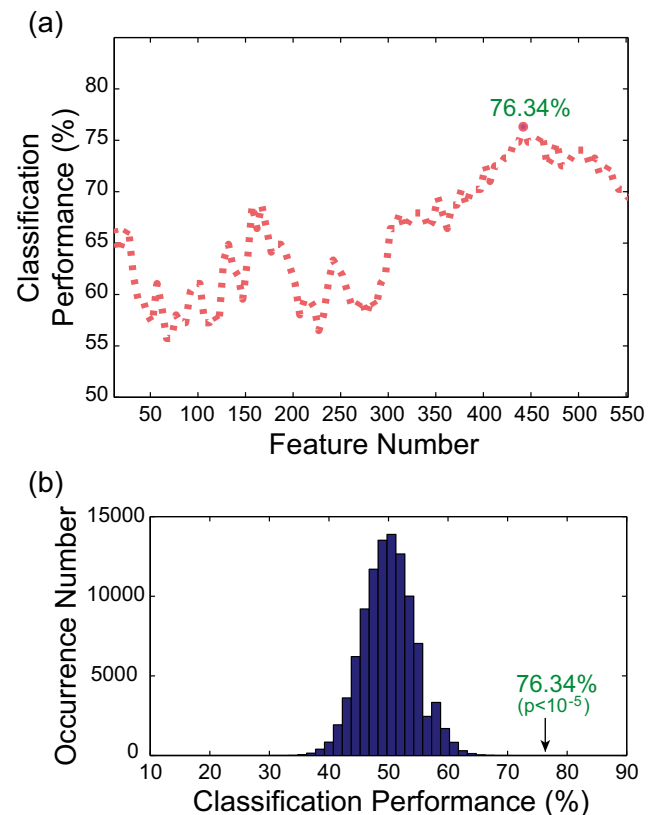 (a)
Classification
Performance (%)
80
75
70
65
60
55
50
76.34%
50 100 150 200 250 300 350 400 450 500 550
Feature Number
(b)
Occurrence Number
15000
10000
5000
0
76.34%
(p<10⁻⁵)
10 20 30 40 50 60 70 80 90
Classification Performance (%)